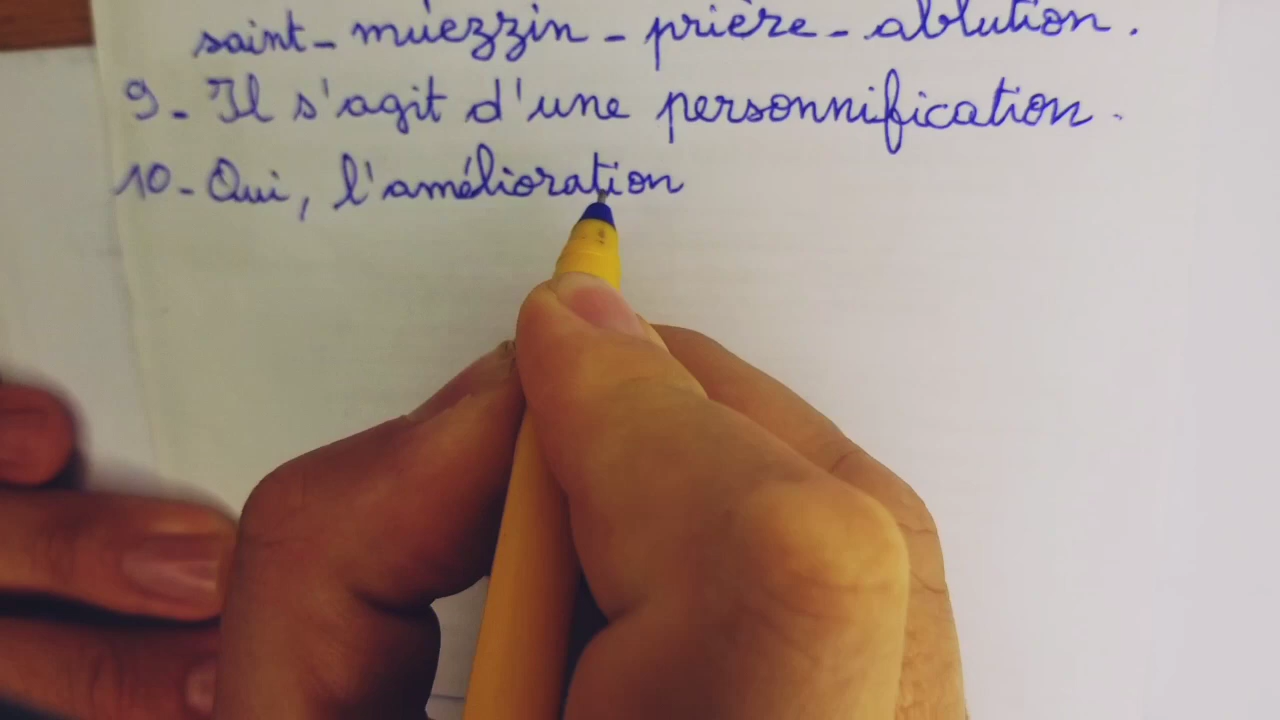 saint - muezzin - prière - ablution.
9 - Il s'agit d'une personnification.
10 - Oui, l'amélioration